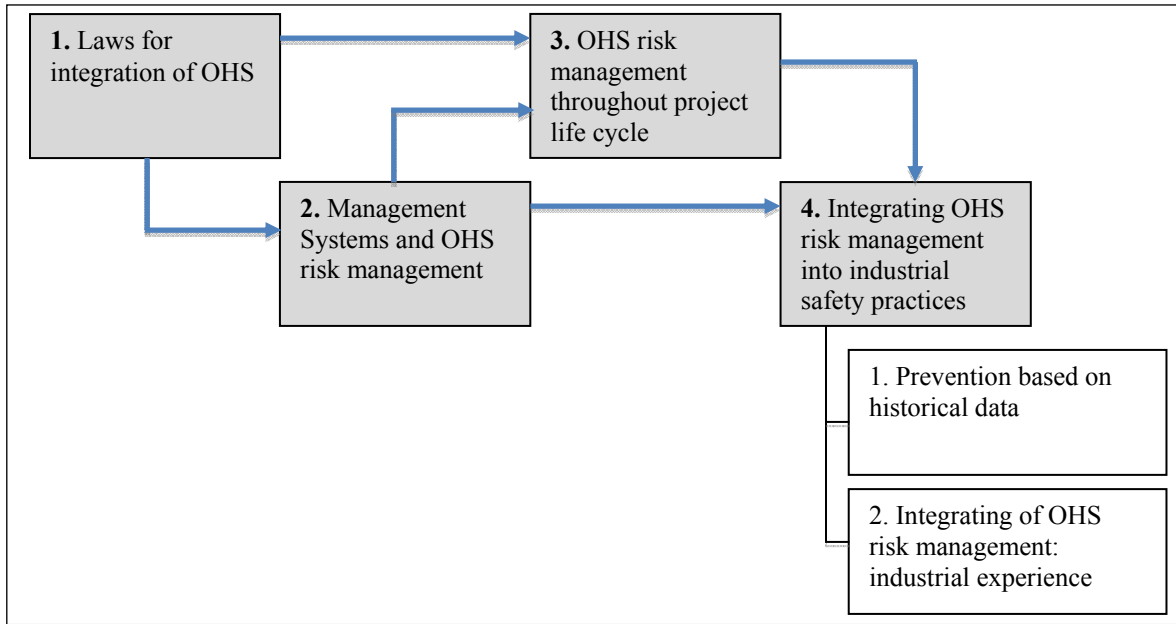 1. Laws for
integration of OHS
3. OHS risk
management
throughout project
life cycle
2. Management
Systems and OHS
risk management
4. Integrating OHS
risk management
into industrial
safety practices
1. Prevention based on
historical data
2. Integrating of OHS
risk management:
industrial experience